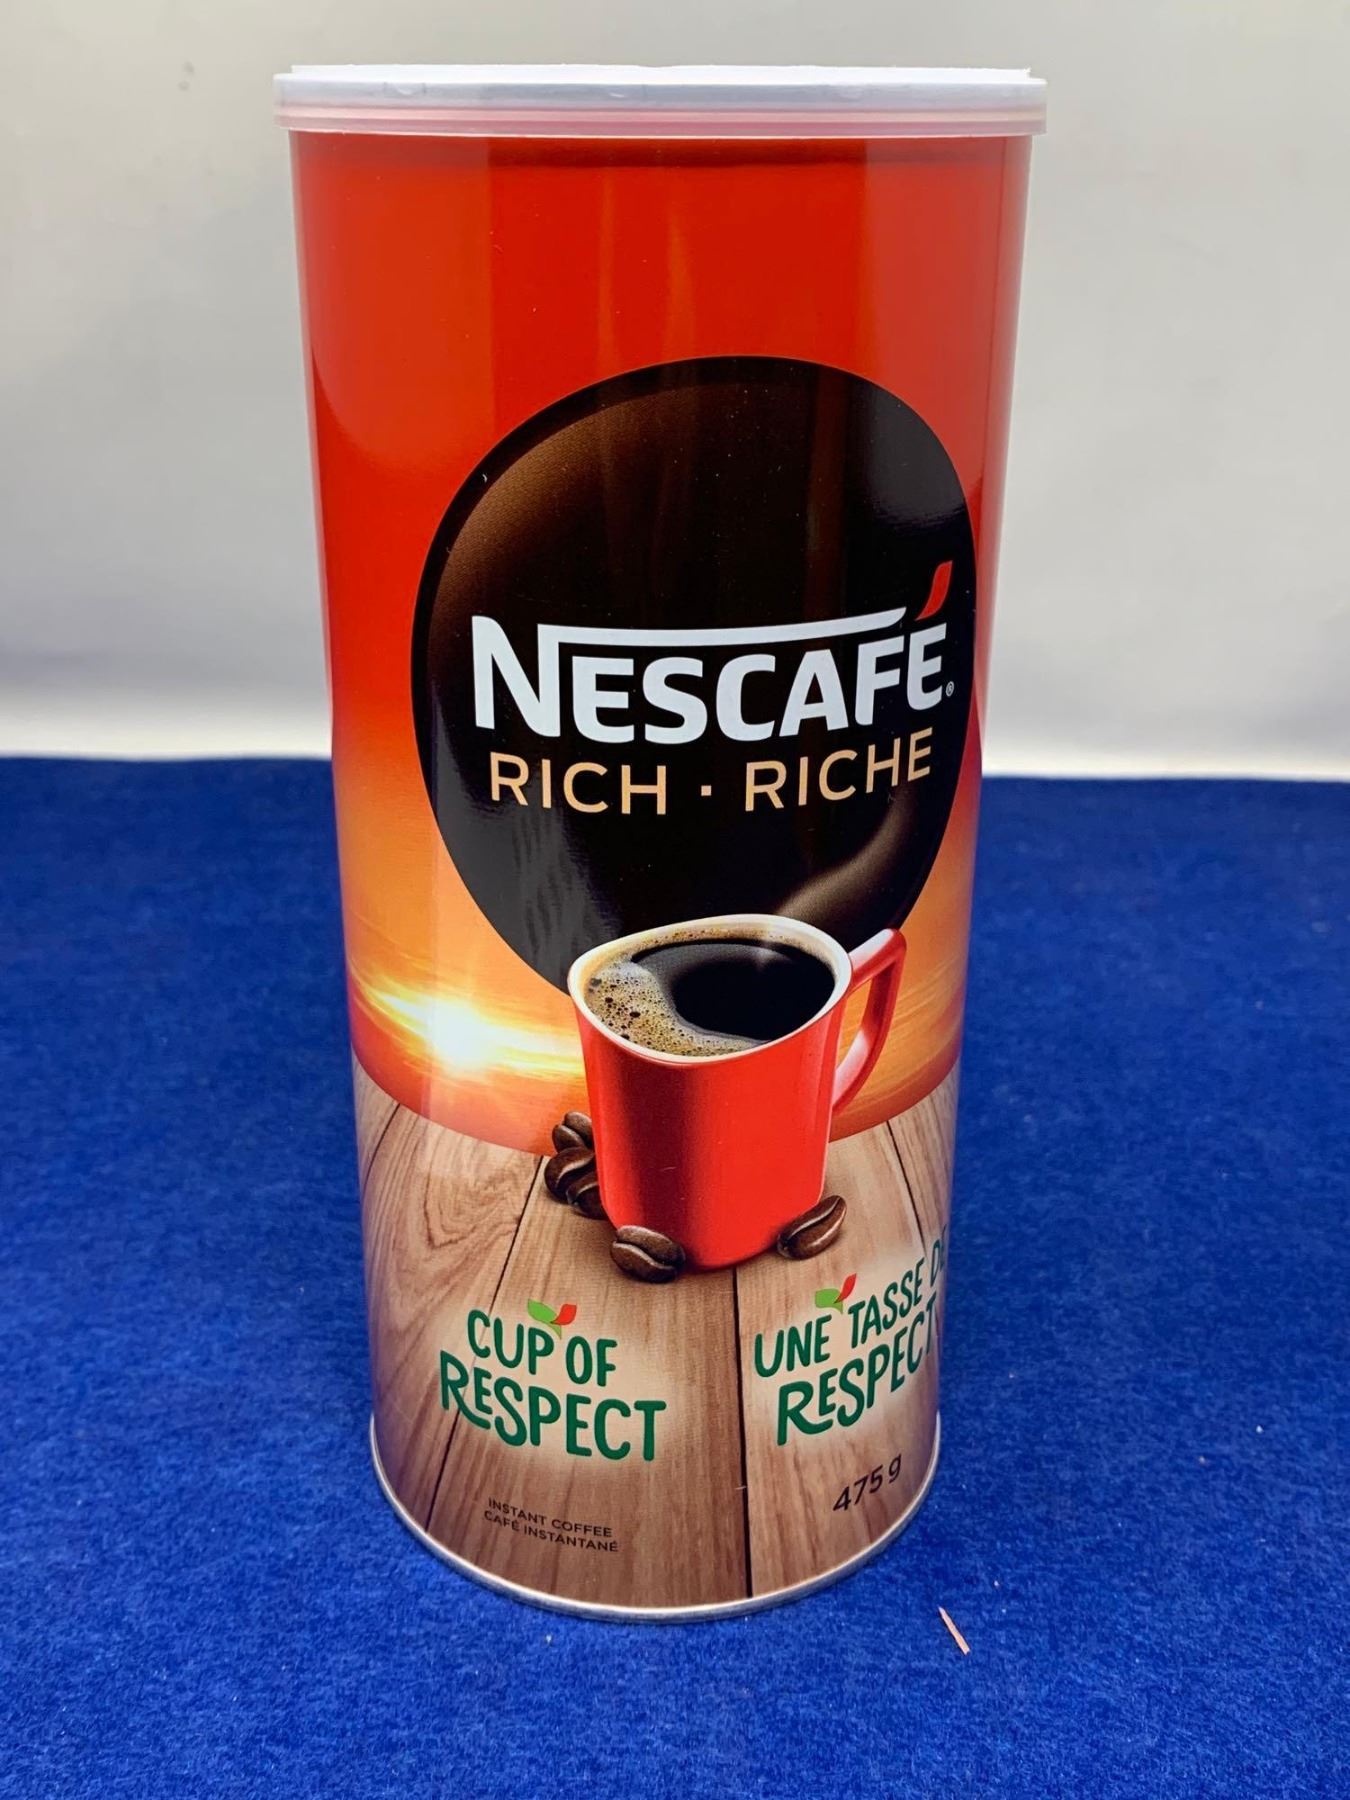 NESCAFÉ®
RICH · RICHE
CUP OF
RESPECT
UNE TASSE DE
RESPECT
475 g
INSTANT COFFEE
CAFÉ INSTANTANÉ